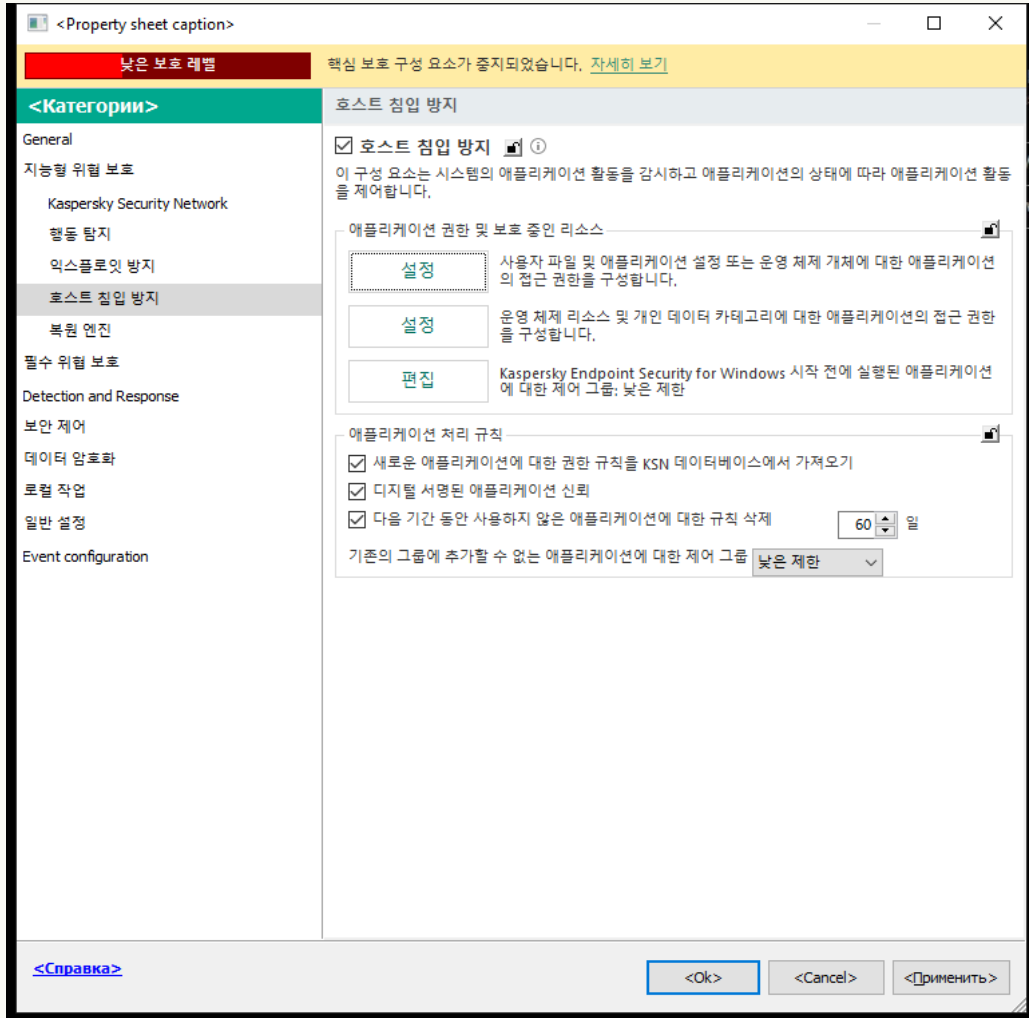 <Property sheet caption>
낮은 보호 레벨
핵심 보호 구성 요소가 중지되었습니다. 자세히 보기
<Категории>
General
지능형 위협 보호
Kaspersky Security Network
행동 탐지
익스플로잇 방지
호스트 침입 방지
복원 엔진
필수 위협 보호
Detection and Response
보안 제어
데이터 암호화
로컬 작업
일반 설정
Event configuration
호스트 침입 방지
호스트 침입 방지
이 구성 요소는 시스템의 애플리케이션 활동을 감시하고 애플리케이션의 상태에 따라 애플리케이션 활동
을 제어합니다.
애플리케이션 권한 및 보호 중인 리소스
설정
사용자 파일 및 애플리케이션 설정 또는 운영 체제 개체에 대한 애플리케이션
의 접근 권한을 구성합니다.
설정
운영 체제 리소스 및 개인 데이터 카테고리에 대한 애플리케이션의 접근 권한
을 구성합니다.
편집
Kaspersky Endpoint Security for Windows 시작 전에 실행된 애플리케이션
에 대한 제어 그룹: 낮은 제한
애플리케이션 처리 규칙
새로운 애플리케이션에 대한 권한 규칙을 KSN 데이터베이스에서 가져오기
디지털 서명된 애플리케이션 신뢰
다음 기간 동안 사용하지 않은 애플리케이션에 대한 규칙 삭제 60 일
기존의 그룹에 추가할 수 없는 애플리케이션에 대한 제어 그룹 낮은 제한
<Справка>
<Ok> <Cancel> <Применить>